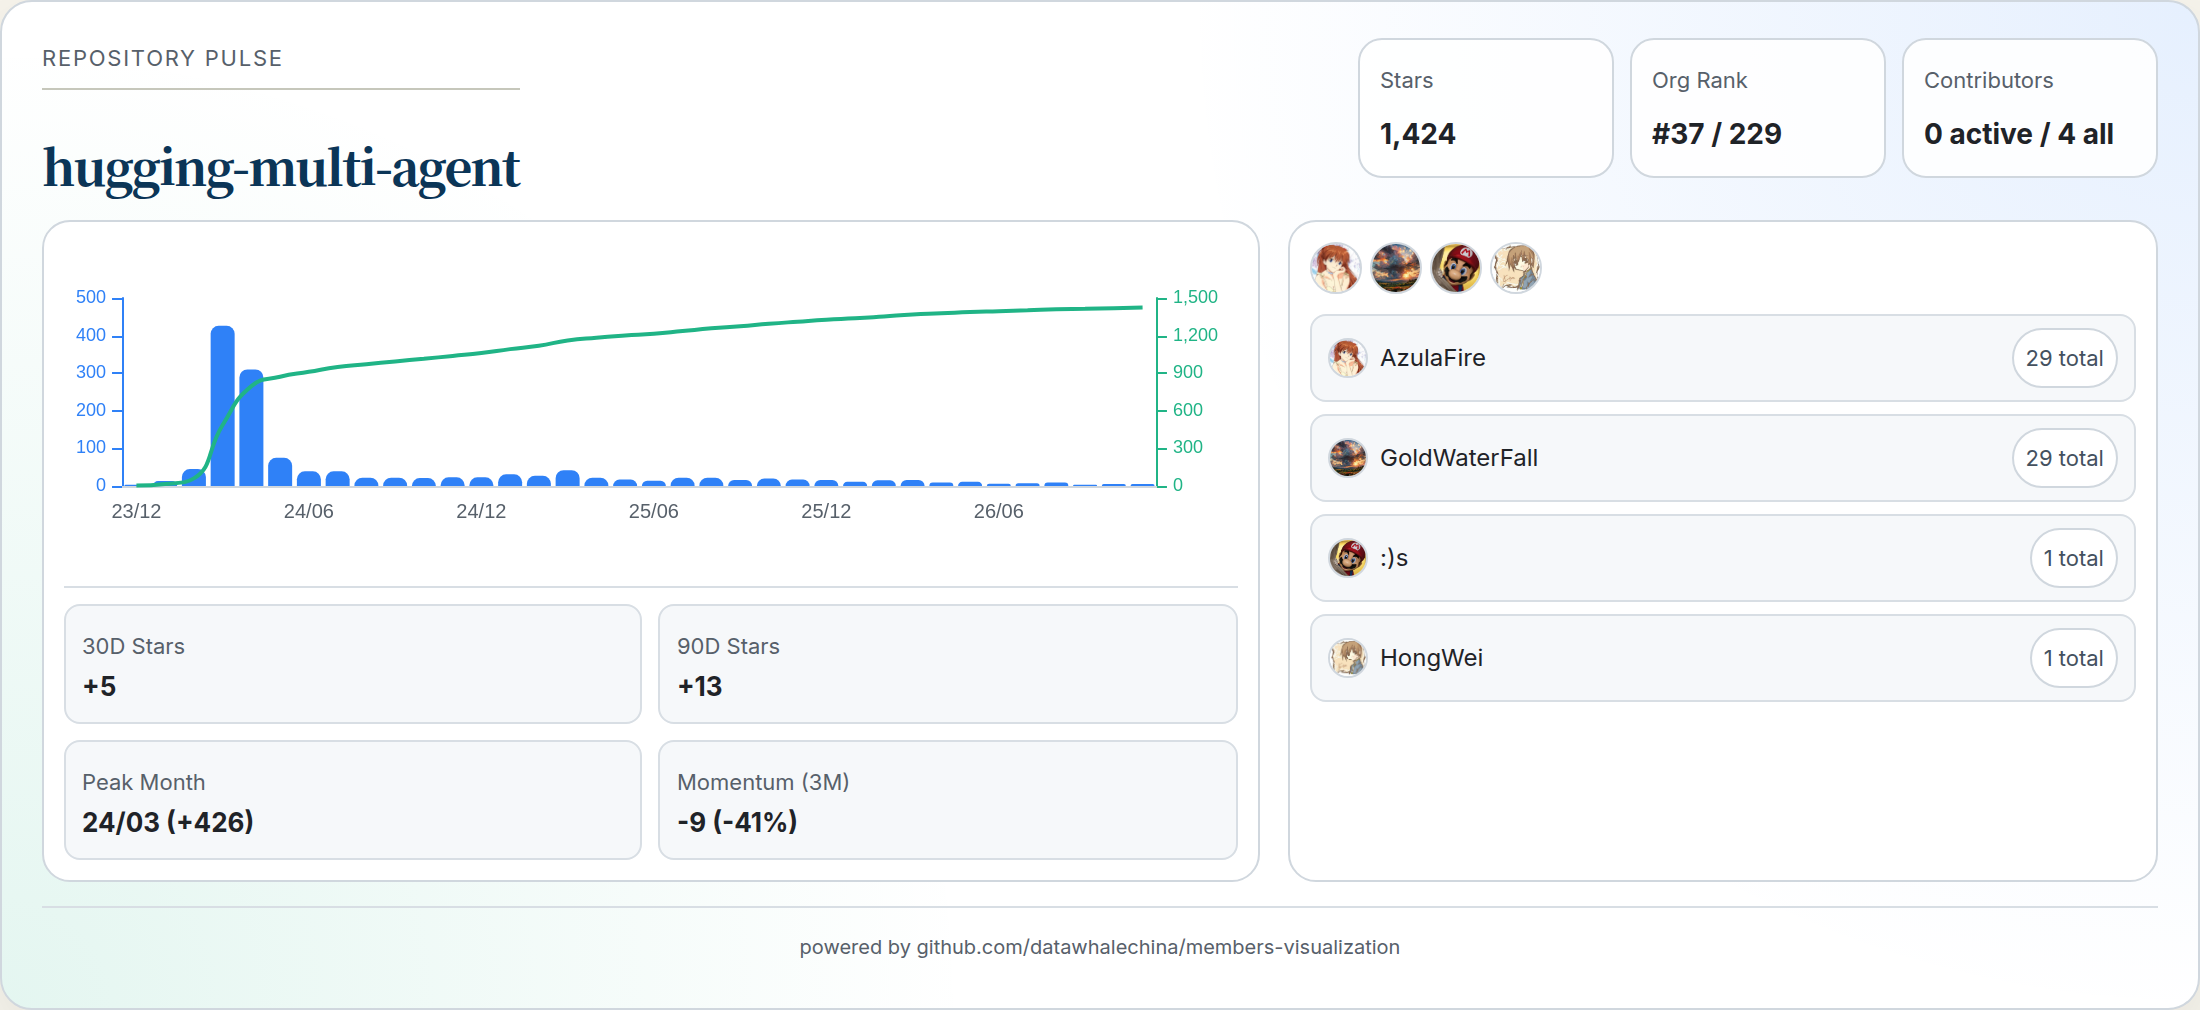 REPOSITORY PULSE
hugging-multi-agent
Stars
1,424
Org Rank
#37 / 229
Contributors
0 active / 4 all
500
400
300
200
100
0
1,500
1,200
900
600
300
0
23/12
24/06
24/12
25/06
25/12
26/06
30D Stars
+5
90D Stars
+13
Peak Month
24/03 (+426)
Momentum (3M)
-9 (-41%)
AzulaFire
29 total
GoldWaterFall
29 total
:)s
1 total
HongWei
1 total
powered by github.com/datawhalechina/members-visualization